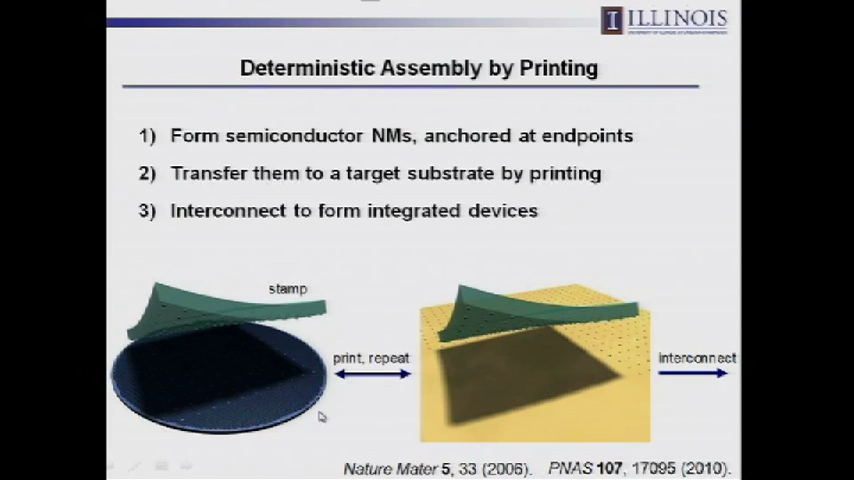 ILLINOIS
Deterministic Assembly by Printing
1) Form semiconductor NMs, anchored at endpoints
2) Transfer them to a target substrate by printing
3) Interconnect to form integrated devices
stamp
print, repeat
interconnect
Nature Mater 5, 33 (2006). PNAS 107, 17095 (2010).